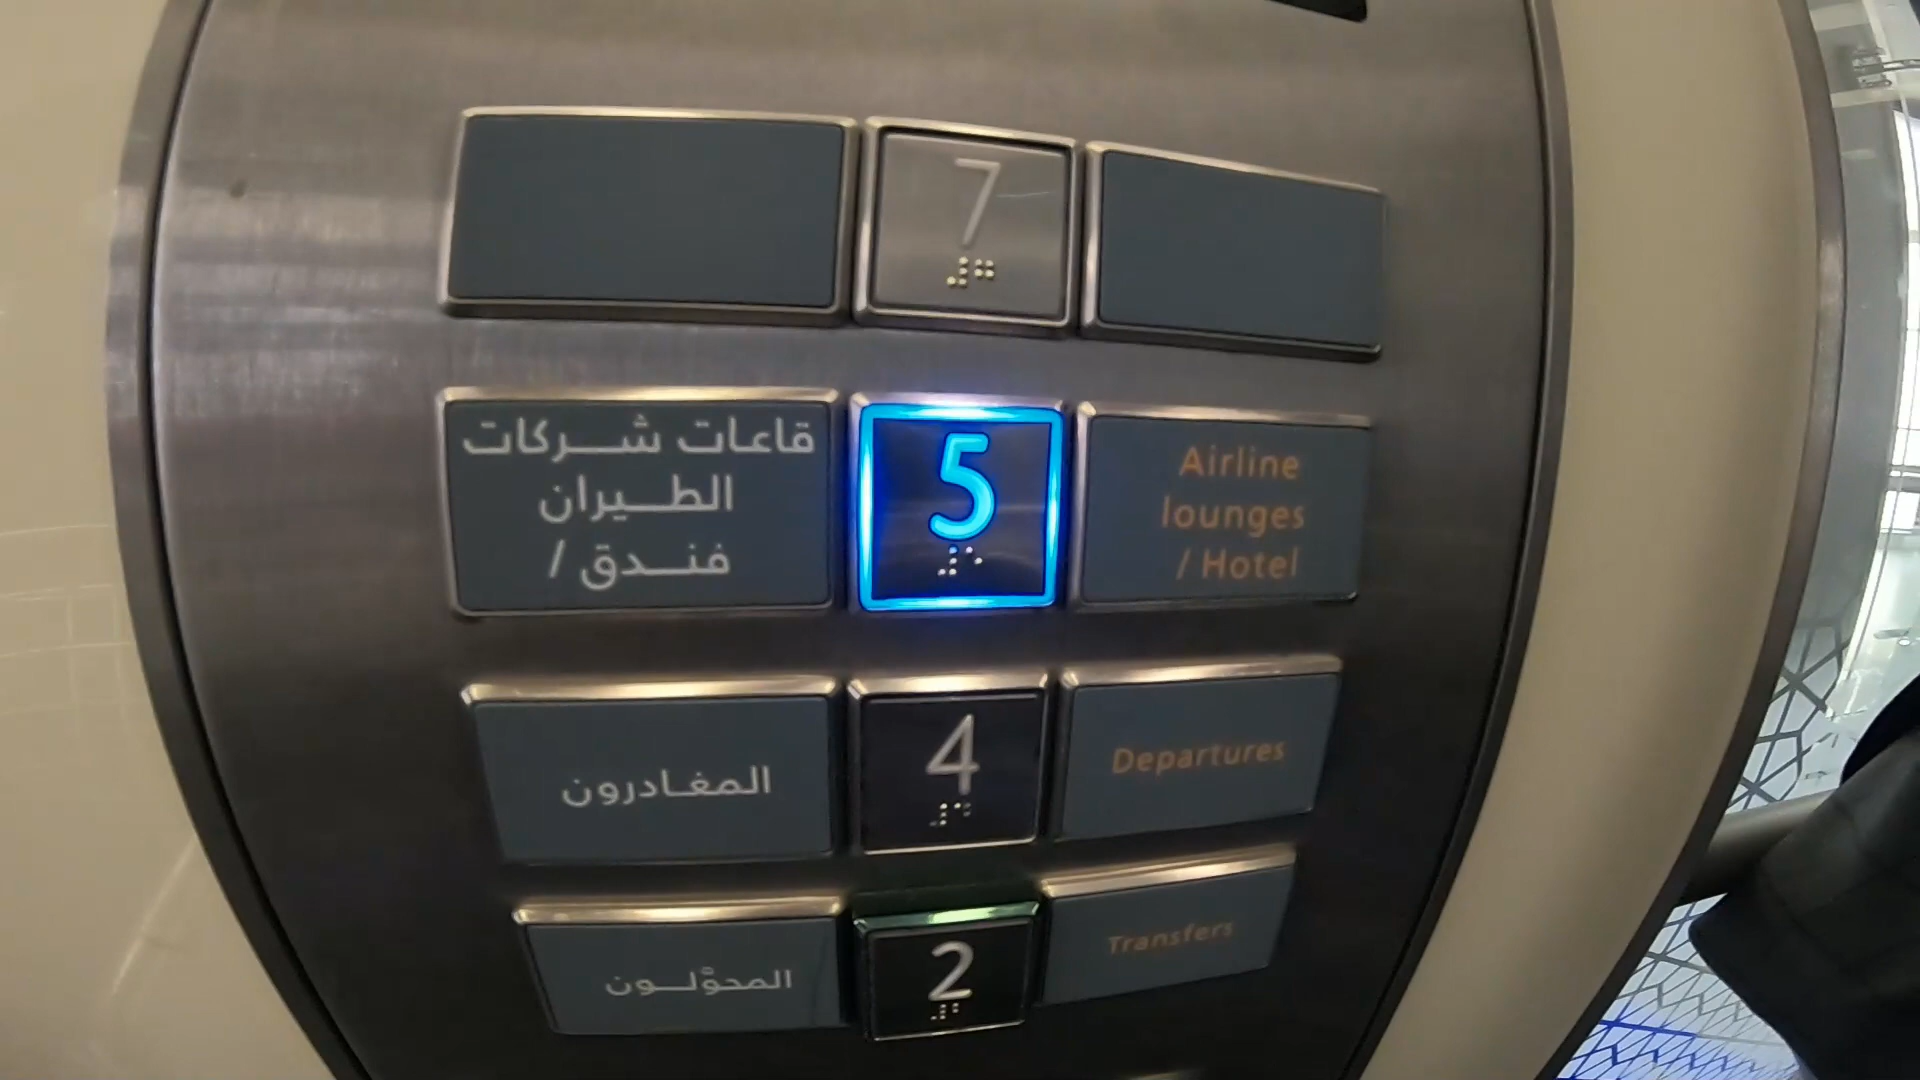 7
قاعات شركات
الطيران
/ فندق
5
Airline
lounges
/ Hotel
المغادرون
4
Departures
المحوَّلون
2
Transfers